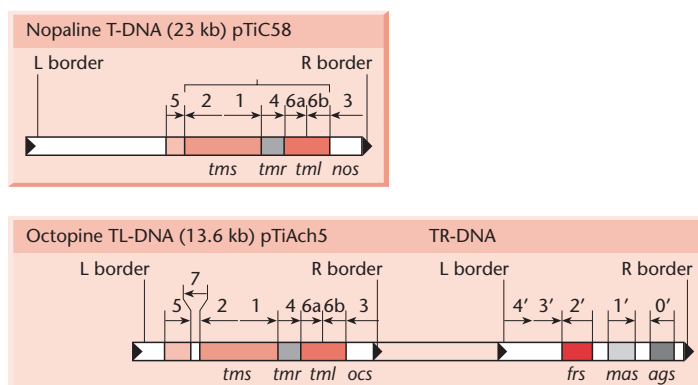 Nopaline T-DNA (23 kb) pTiC58
L border R border
5 2 1 4 6a 6b 3
tms tmr tml nos
Octopine TL-DNA (13.6 kb) pTiAch5 TR-DNA
L border R border L border R border
7
5 2 1 4 6a 6b 3 4′ 3′ 2′ 1′ 0′
tms tmr tml ocs frs mas ags